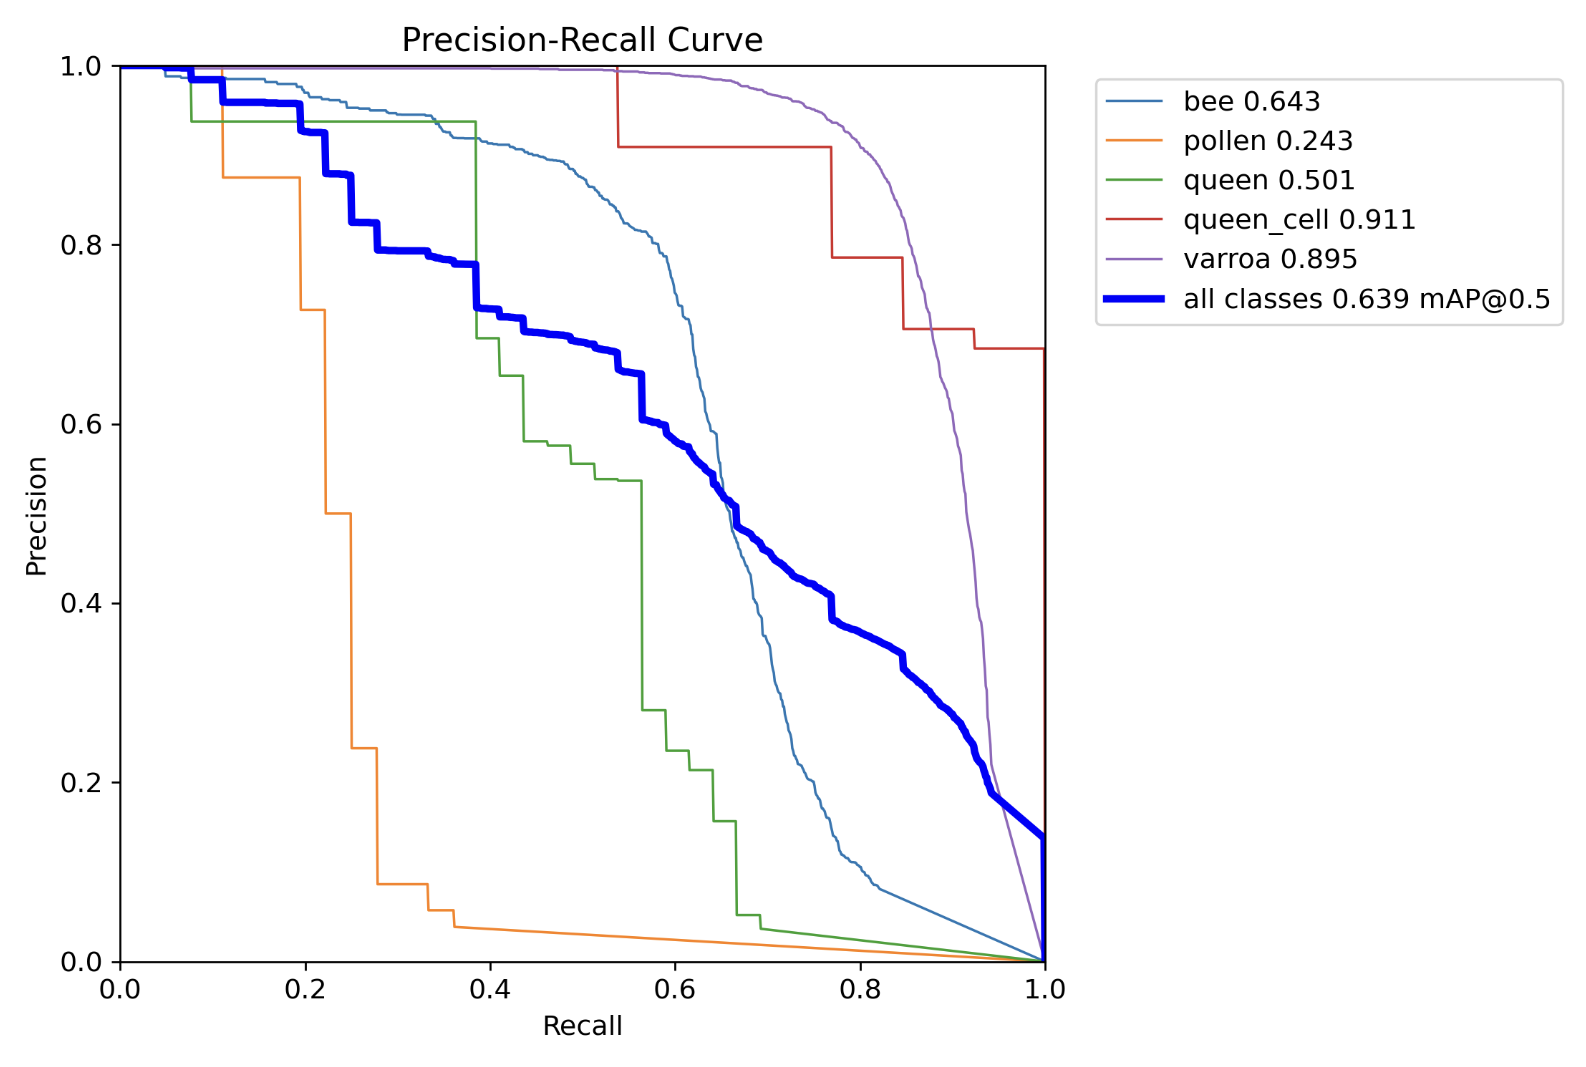 Precision-Recall Curve
1.0
0.8
0.6
0.4
0.2
0.0
Precision
0.0 0.2 0.4 0.6 0.8 1.0
Recall
bee 0.643
pollen 0.243
queen 0.501
queen_cell 0.911
varroa 0.895
all classes 0.639 mAP@0.5